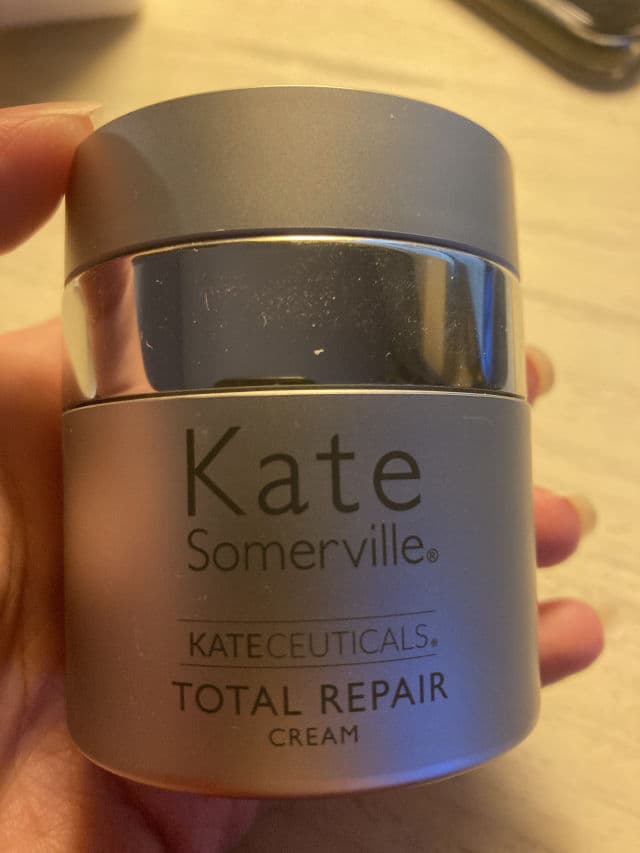 Kate
Somerville®
KATECEUTICALS®
TOTAL REPAIR
CREAM